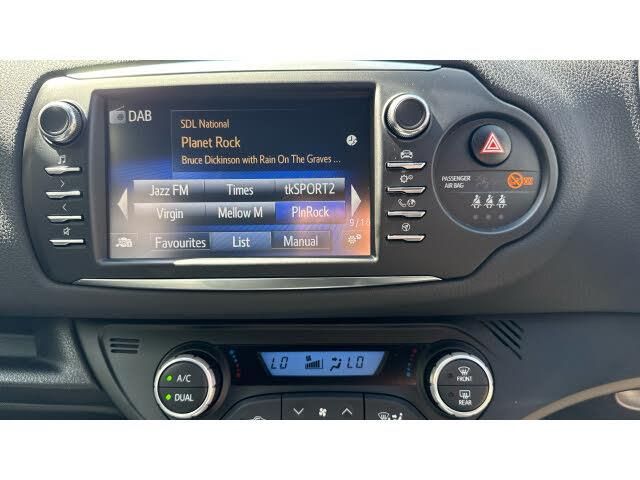 DAB
SDL National
Planet Rock
Bruce Dickinson with Rain On The Graves ...
Jazz FM Times tkSPORT2
Virgin Mellow M PlnRock
Favourites List Manual
PASSENGER
AIR BAG
LO LO
A/C
DUAL
FRONT
REAR